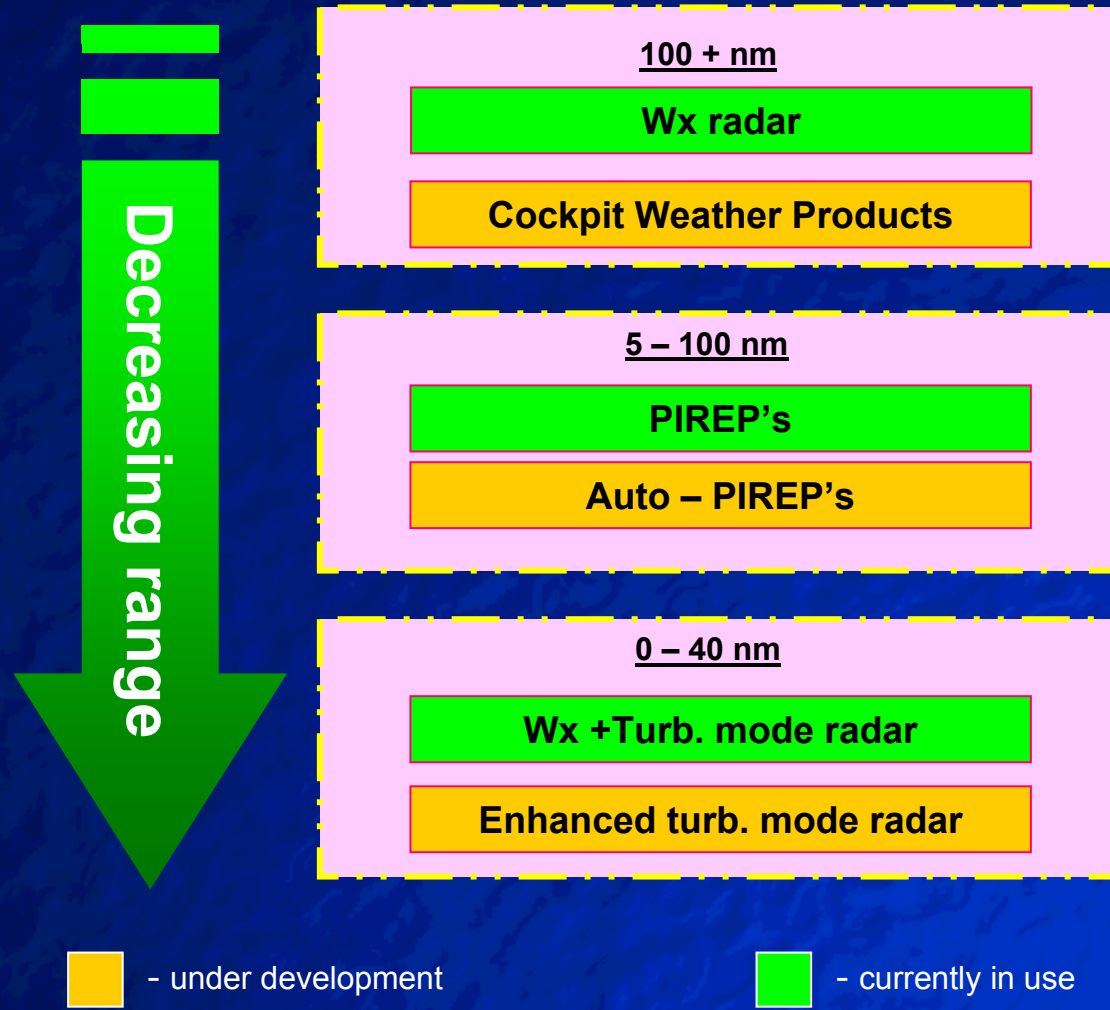 Decreasing range
100 + nm
Wx radar
Cockpit Weather Products
5 – 100 nm
PIREP’s
Auto – PIREP’s
0 – 40 nm
Wx +Turb. mode radar
Enhanced turb. mode radar
- under development
- currently in use